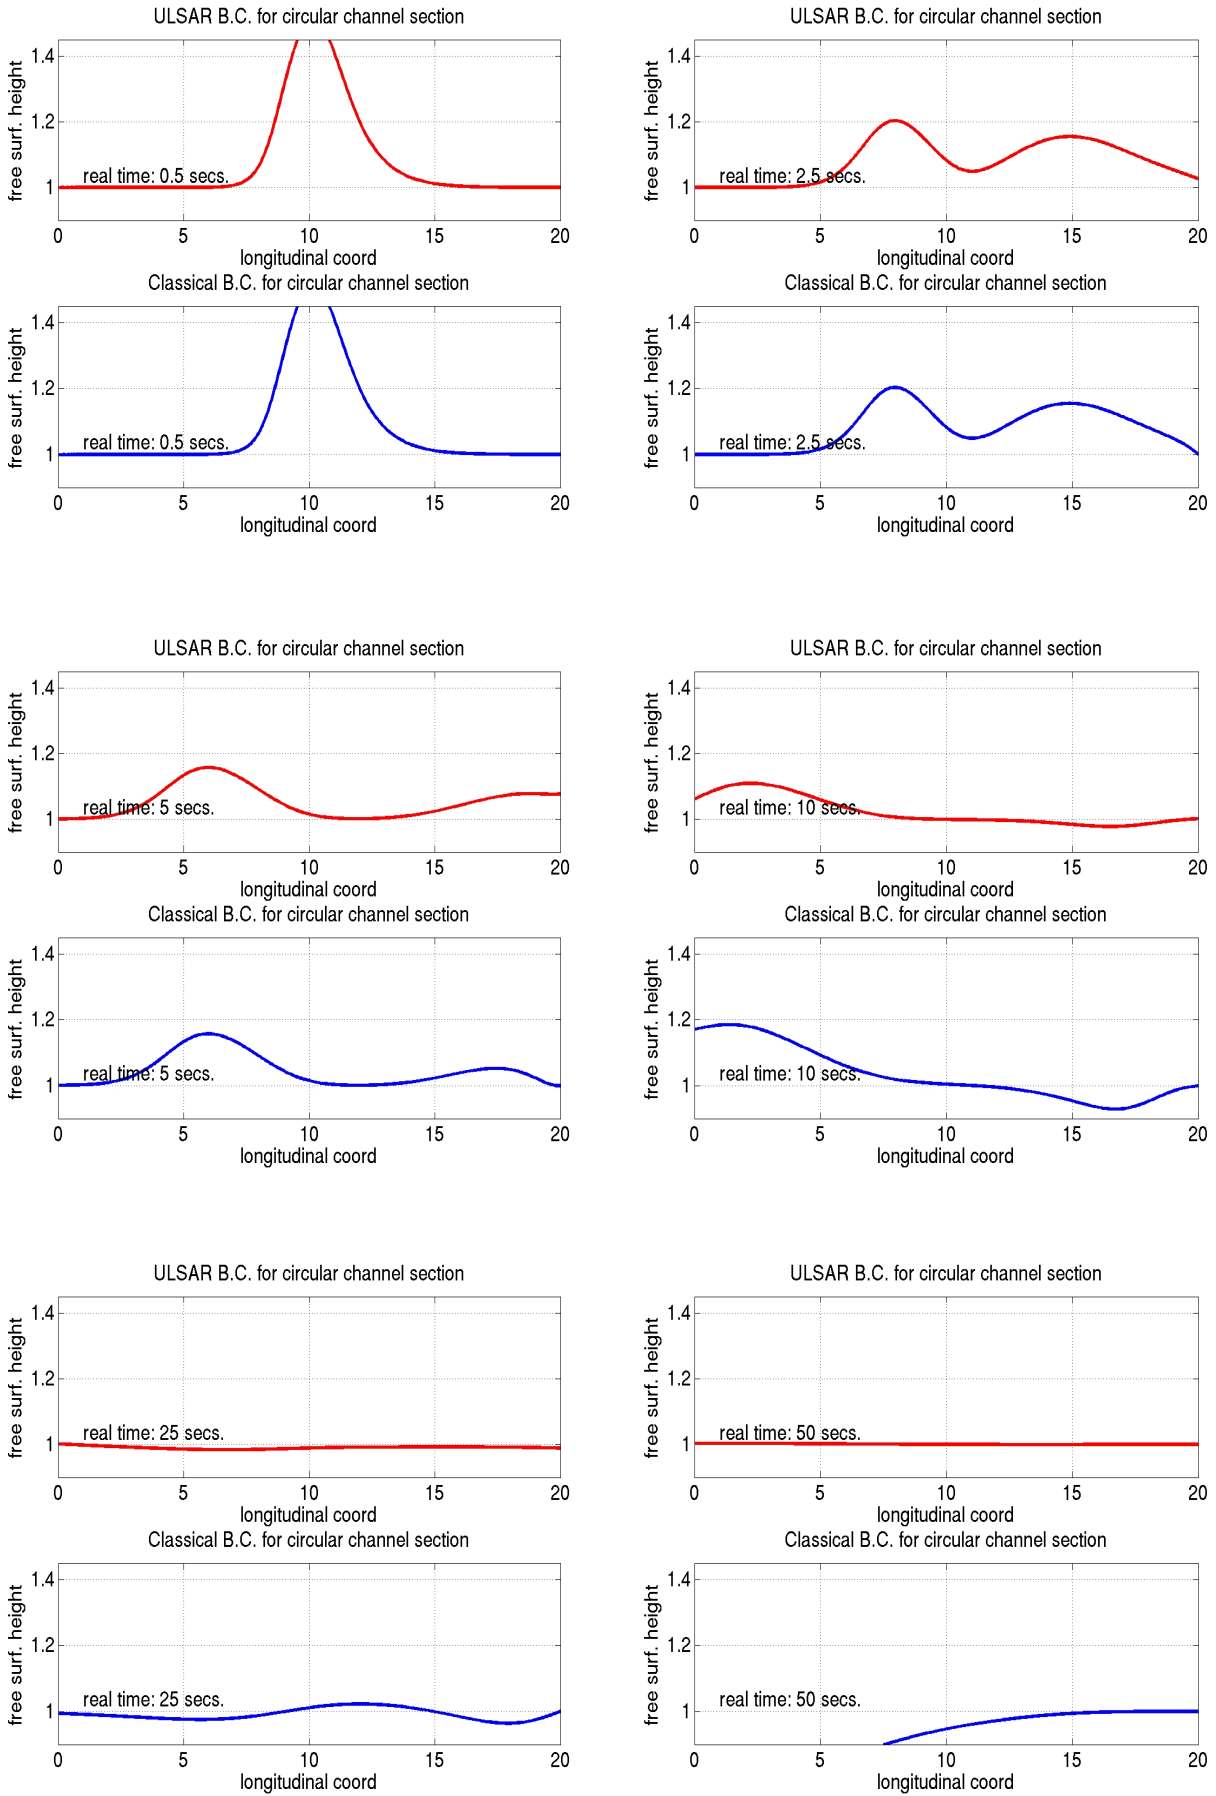 ULSAR B.C. for circular channel section
free surf. height
1.4
1.2
1
real time: 0.5 secs.
0 5 10 15 20
longitudinal coord
ULSAR B.C. for circular channel section
free surf. height
1.4
1.2
1
real time: 2.5 secs.
0 5 10 15 20
longitudinal coord
Classical B.C. for circular channel section
free surf. height
1.4
1.2
1
real time: 0.5 secs.
0 5 10 15 20
longitudinal coord
Classical B.C. for circular channel section
free surf. height
1.4
1.2
1
real time: 2.5 secs.
0 5 10 15 20
longitudinal coord
ULSAR B.C. for circular channel section
free surf. height
1.4
1.2
1
real time: 5 secs.
0 5 10 15 20
longitudinal coord
ULSAR B.C. for circular channel section
free surf. height
1.4
1.2
1
real time: 10 secs.
0 5 10 15 20
longitudinal coord
Classical B.C. for circular channel section
free surf. height
1.4
1.2
1
real time: 5 secs.
0 5 10 15 20
longitudinal coord
Classical B.C. for circular channel section
free surf. height
1.4
1.2
1
real time: 10 secs.
0 5 10 15 20
longitudinal coord
ULSAR B.C. for circular channel section
free surf. height
1.4
1.2
1
real time: 25 secs.
0 5 10 15 20
longitudinal coord
ULSAR B.C. for circular channel section
free surf. height
1.4
1.2
1
real time: 50 secs.
0 5 10 15 20
longitudinal coord
Classical B.C. for circular channel section
free surf. height
1.4
1.2
1
real time: 25 secs.
0 5 10 15 20
longitudinal coord
Classical B.C. for circular channel section
free surf. height
1.4
1.2
1
real time: 50 secs.
0 5 10 15 20
longitudinal coord